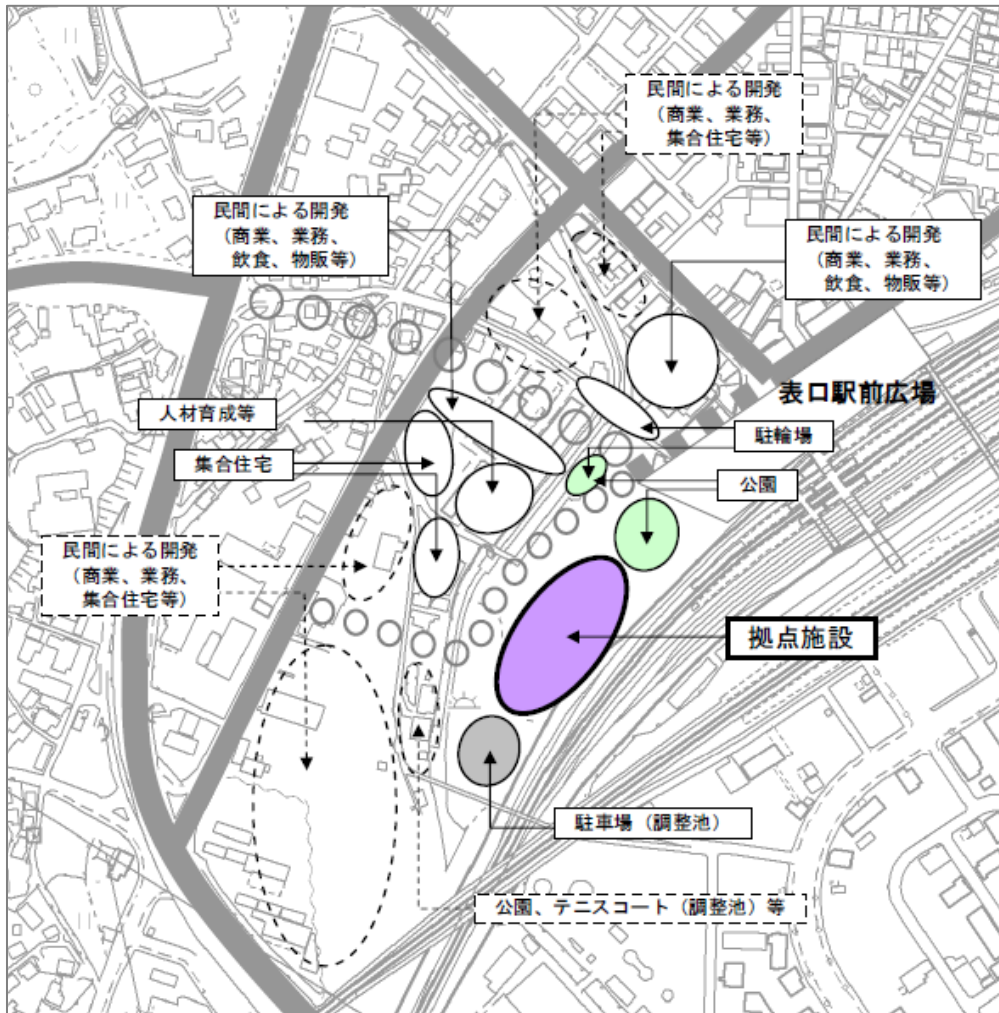 民間による開発
（商業、業務、
集合住宅等）
民間による開発
（商業、業務、
飲食、物販等）
民間による開発
（商業、業務、
飲食、物販等）
表口駅前広場
人材育成等
駐輪場
集合住宅
公園
民間による開発
（商業、業務、
集合住宅等）
拠点施設
駐車場（調整池）
公園、テニスコート（調整池）等